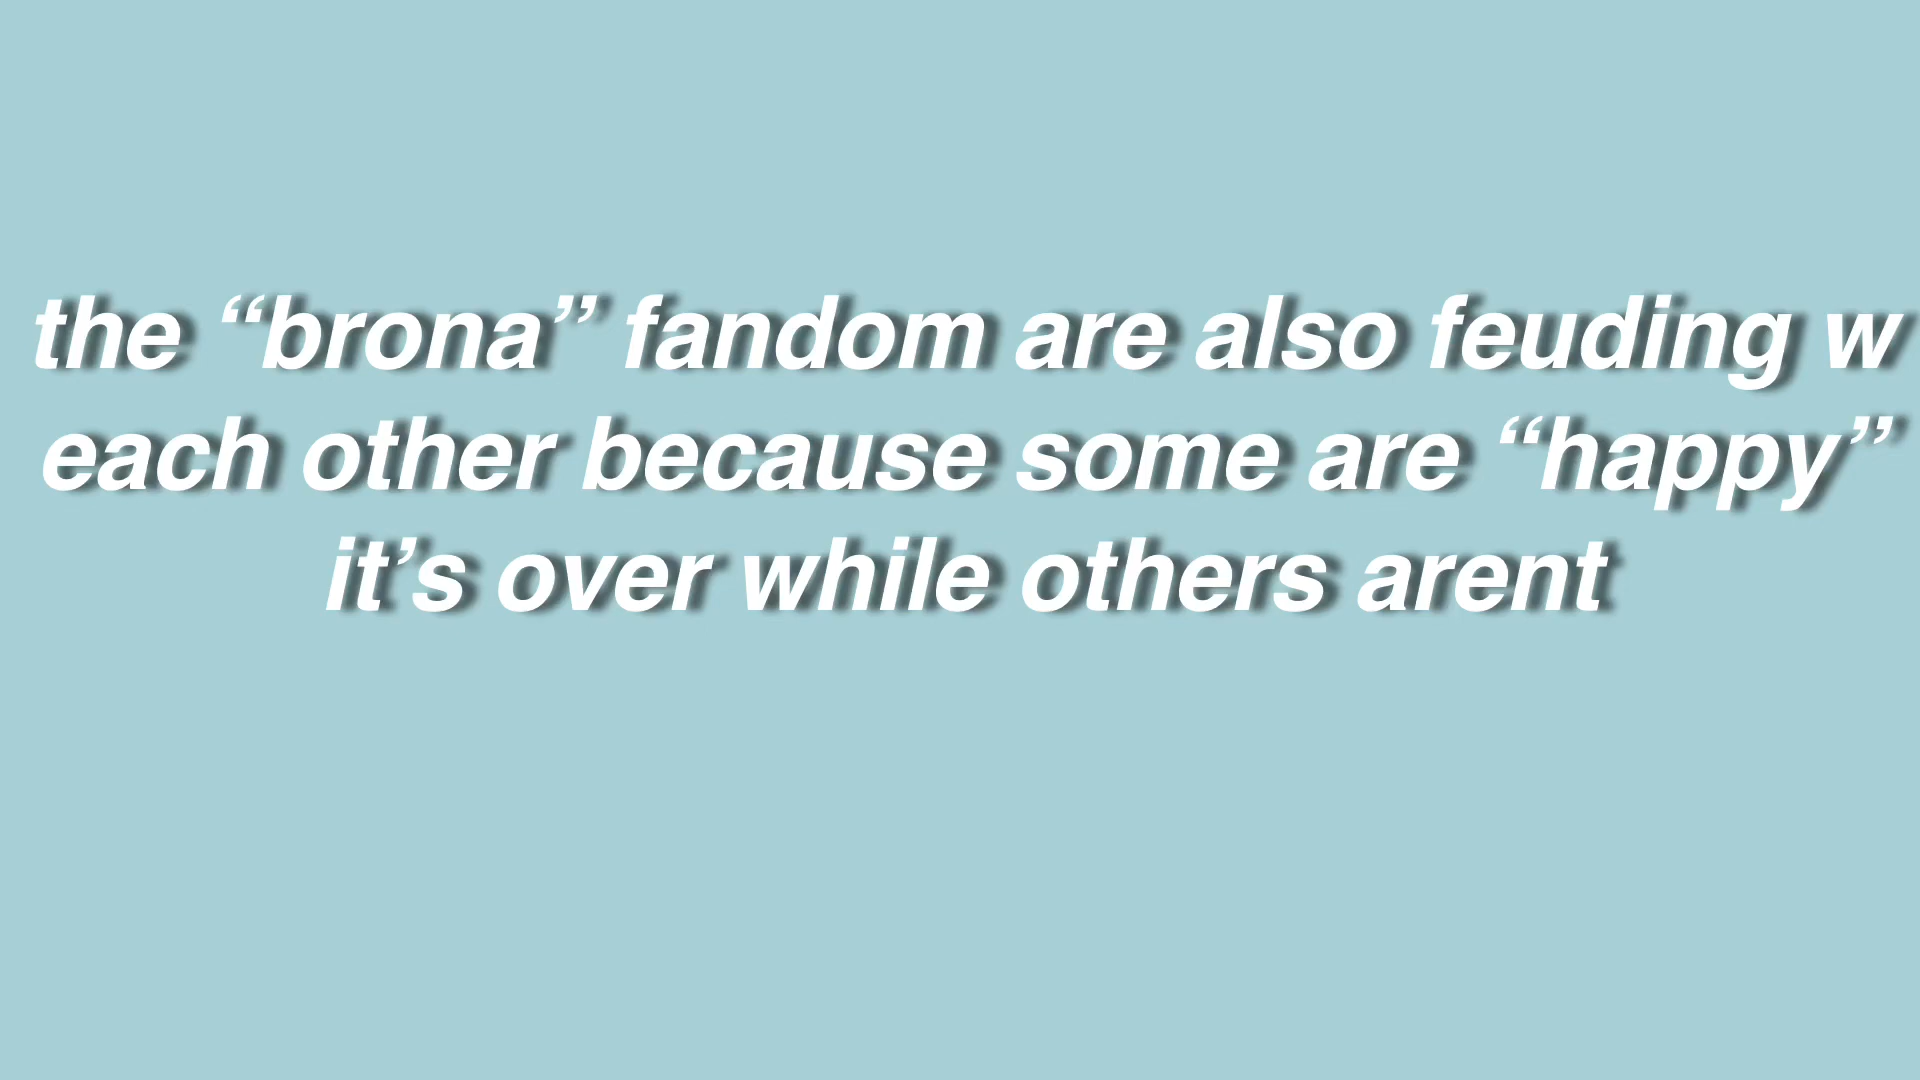 the “brona” fandom are also feuding w
each other because some are “happy”
it’s over while others arent